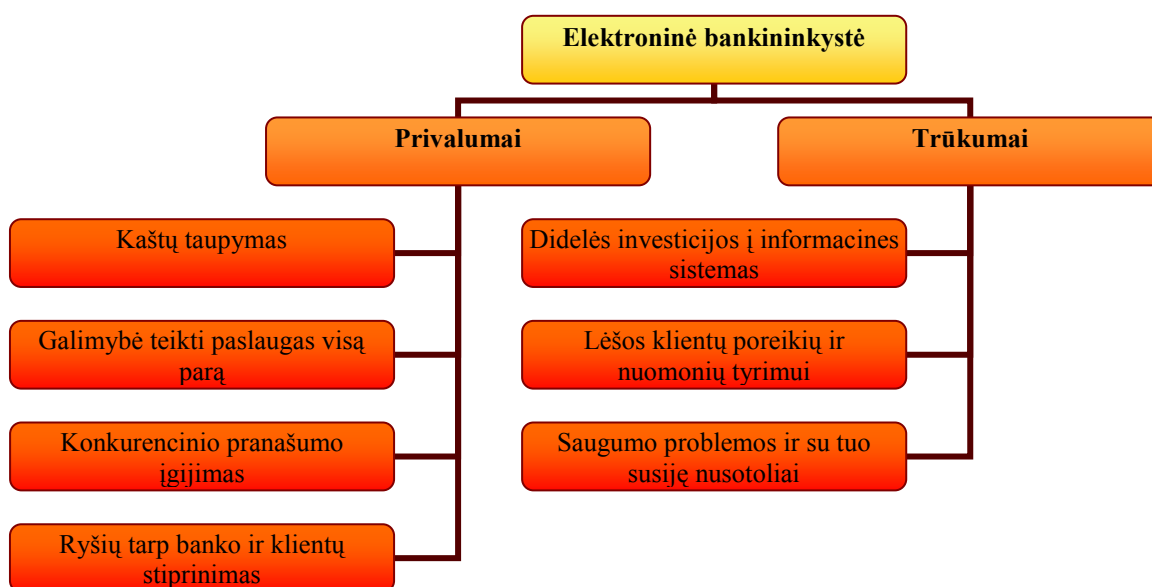 Elektroninė bankininkystė
Privalumai
Kaštų taupymas
Galimybė teikti paslaugas visą
parą
Konkurencinio pranašumo
įgijimas
Ryšių tarp banko ir klientų
stiprinimas
Trūkumai
Didelės investicijos į informacines
sistemas
Lėšos klientų poreikių ir
nuomonių tyrimui
Saugumo problemos ir su tuo
susiję nusotoliai